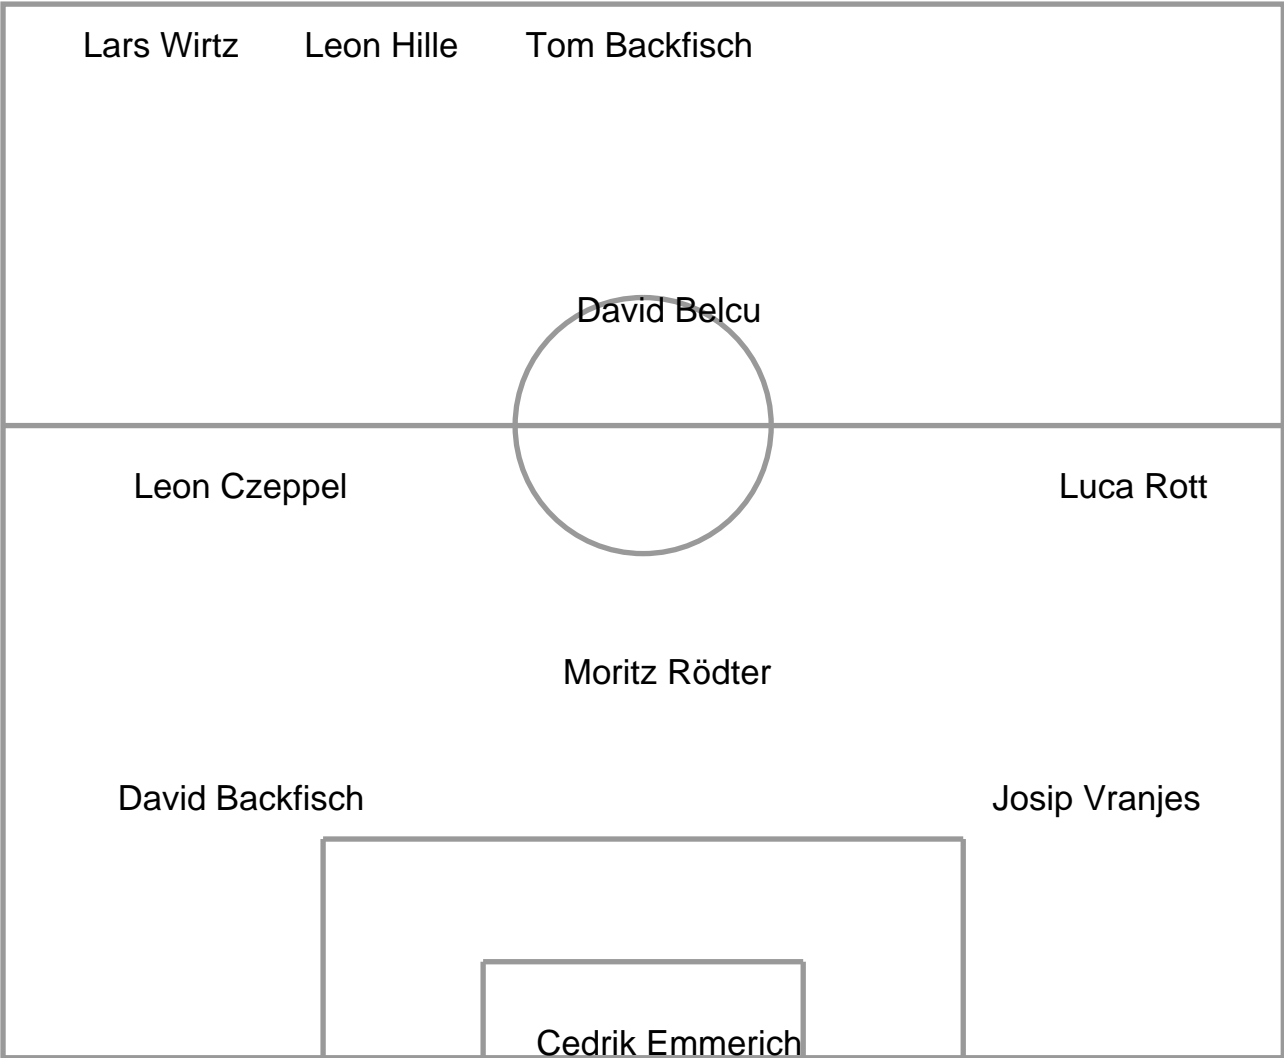 Lars Wirtz Leon Hille Tom Backfisch
David Belcu
Leon Czeppel Luca Rott
Moritz Rödter
David Backfisch Josip Vranjes
Cedrik Emmerich